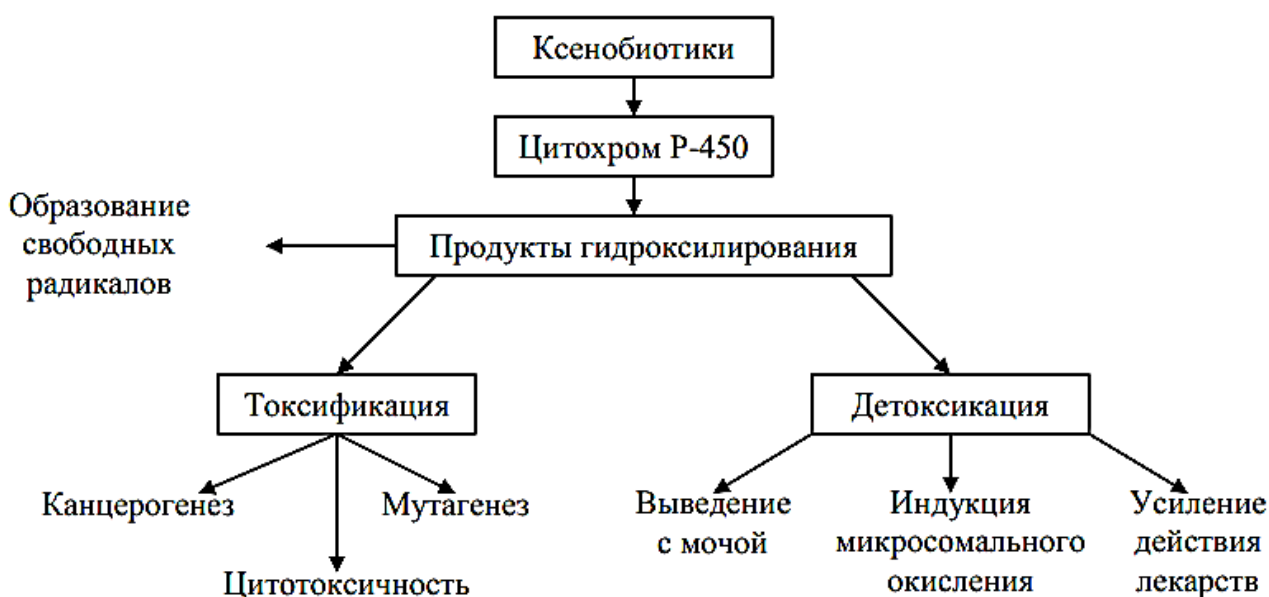 Ксенобиотики
Цитохром Р-450
Образование
свободных
радикалов
Продукты гидроксилирования
Токсификация
Детоксикация
Канцерогенез
Мутагенез
Цитотоксичность
Выведение
с мочой
Индукция
микросомального
окисления
Усиление
действия
лекарств